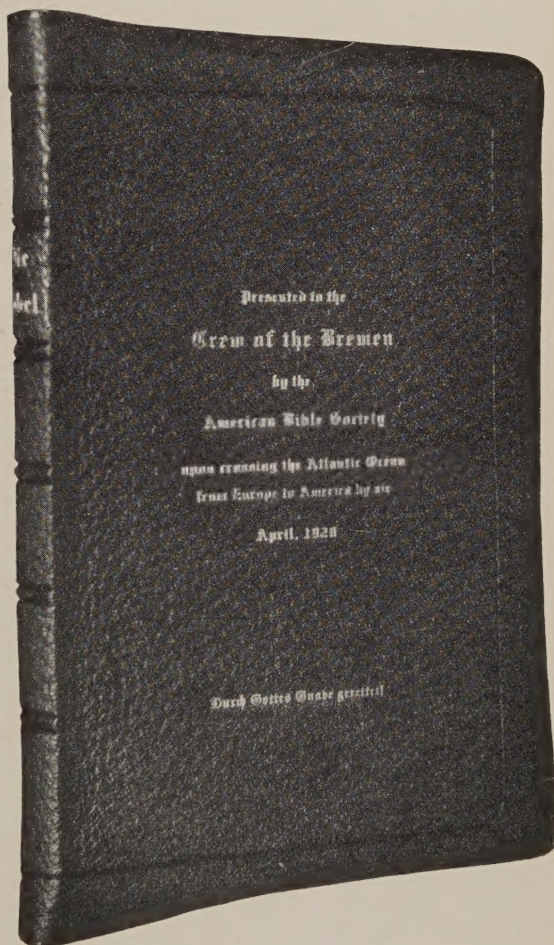 Presented to the
Crew of the Bremen
by the
American Bible Society
upon crossing the Atlantic Ocean
from Europe to America by air
April, 1928
Durch Gottes Gnade gerettet!